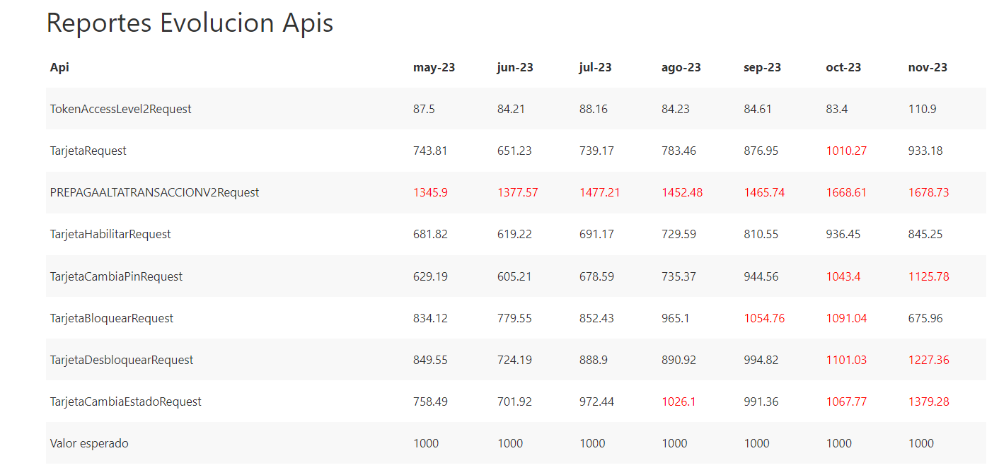 Reportes Evolucion Apis
Api may-23 jun-23 jul-23 ago-23 sep-23 oct-23 nov-23
TokenAccessLevel2Request 87.5 84.21 88.16 84.23 84.61 83.4 110.9
TarjetaRequest 743.81 651.23 739.17 783.46 876.95 1010.27 933.18
PREPAGAALTATRANSACCIONV2Request 1345.9 1377.57 1477.21 1452.48 1465.74 1668.61 1678.73
TarjetaHabilitarRequest 681.82 619.22 691.17 729.59 810.55 936.45 845.25
TarjetaCambiaPinRequest 629.19 605.21 678.59 735.37 944.56 1043.4 1125.78
TarjetaBloquearRequest 834.12 779.55 852.43 965.1 1054.76 1091.04 675.96
TarjetaDesbloquearRequest 849.55 724.19 888.9 890.92 994.82 1101.03 1227.36
TarjetaCambiaEstadoRequest 758.49 701.92 972.44 1026.1 991.36 1067.77 1379.28
Valor esperado 1000 1000 1000 1000 1000 1000 1000